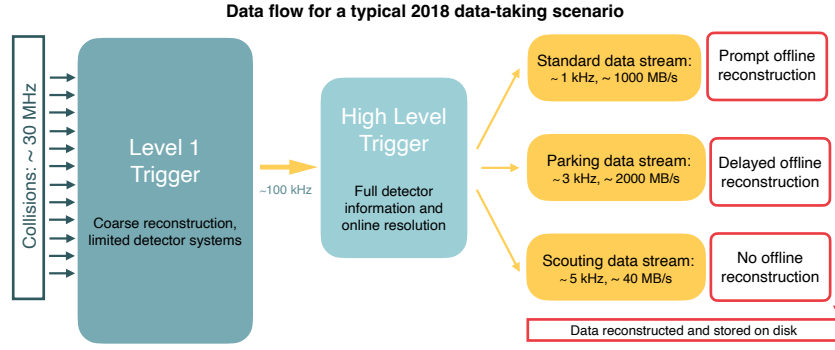 Data flow for a typical 2018 data-taking scenario
Collisions: ~ 30 MHz
Level 1
Trigger
Coarse reconstruction,
limited detector systems
~100 kHz
High Level
Trigger
Full detector
information and
online resolution
Standard data stream:
~ 1 kHz, ~ 1000 MB/s
Prompt offline
reconstruction
Parking data stream:
~ 3 kHz, ~ 2000 MB/s
Delayed offline
reconstruction
Scouting data stream:
~ 5 kHz, ~ 40 MB/s
No offline
reconstruction
Data reconstructed and stored on disk